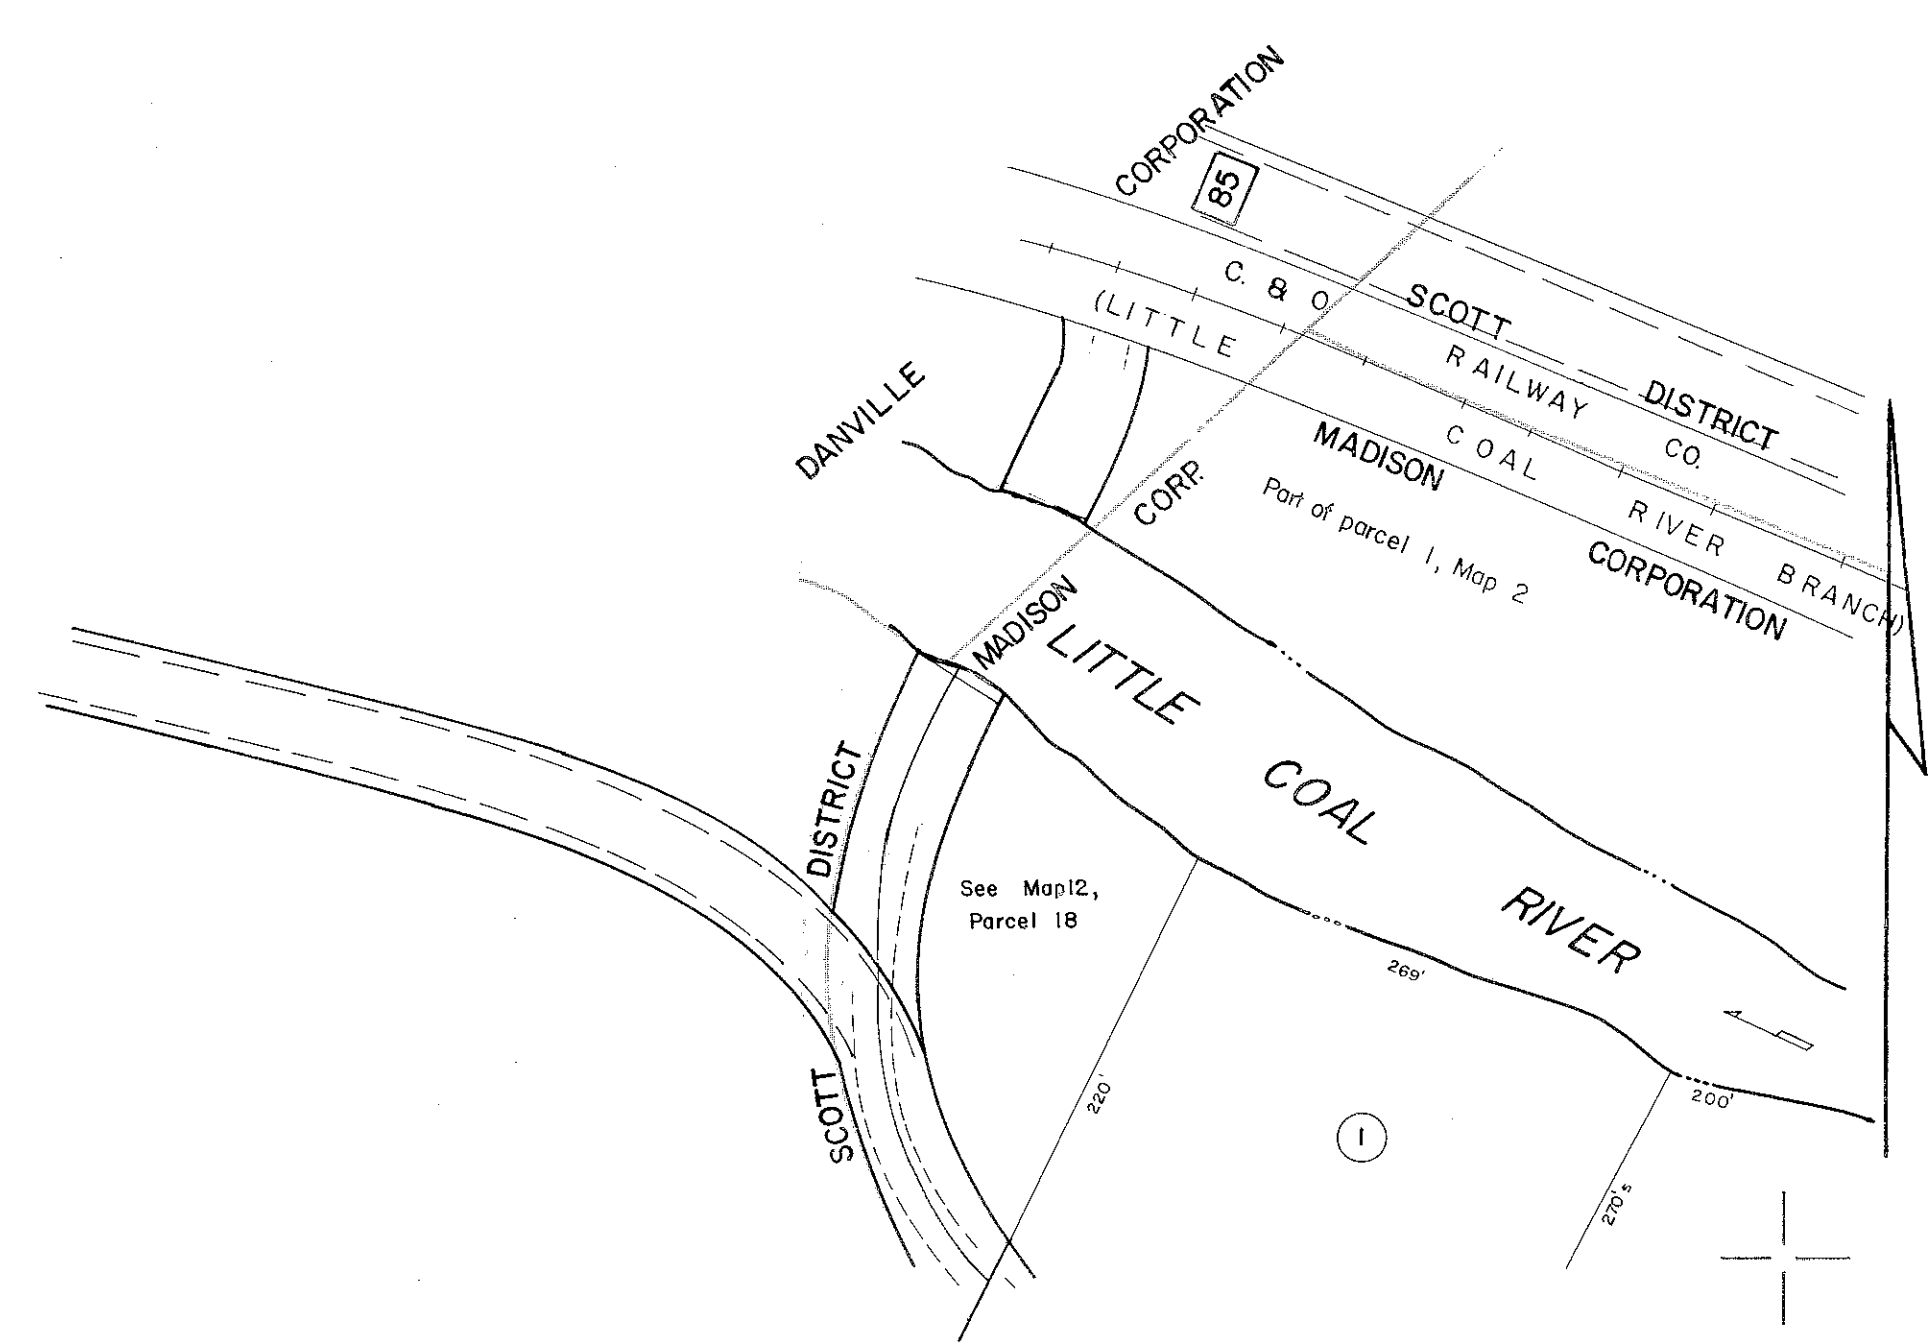 CORPORATION
85
SCOTT DISTRICT
C. & O. RAILWAY CO.
(LITTLE COAL RIVER BRANCH)
DANVILLE
MADISON CORPORATION
CORP.
Part of parcel 1, Map 2
MADISON
LITTLE COAL RIVER
DISTRICT
See Map12,
Parcel 18
269'
220'
200'
SCOTT
1
270's